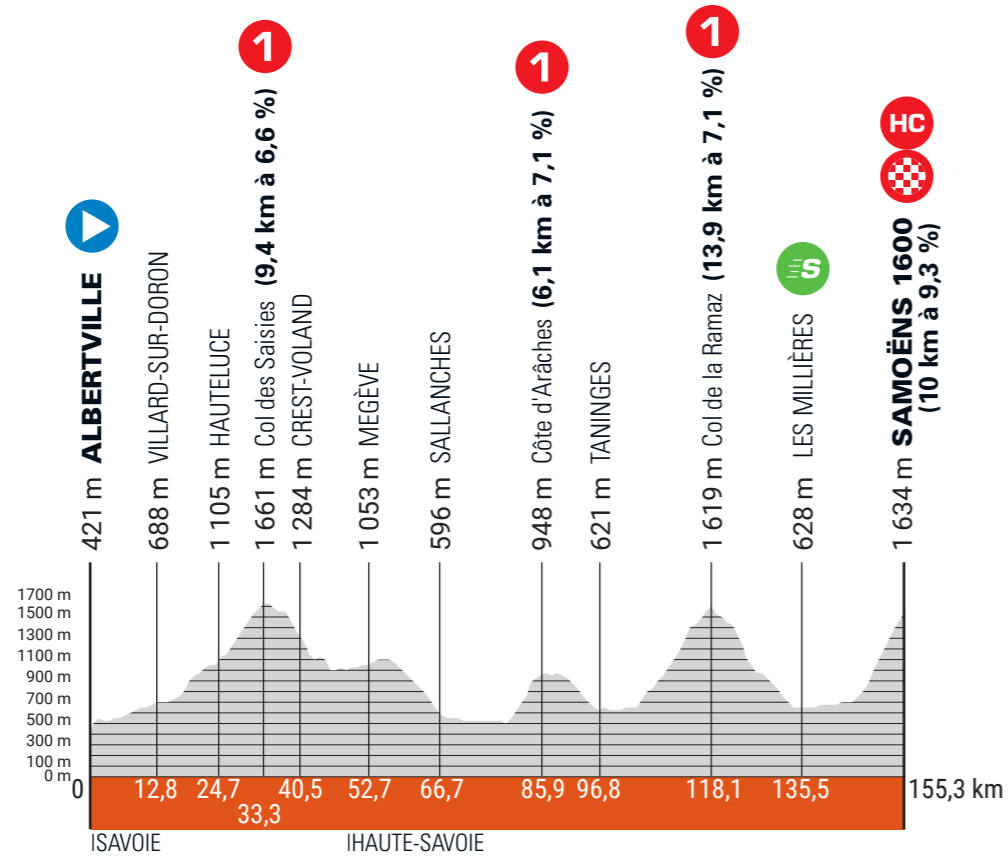 1
1
1
HC
S
421 m ALBERTVILLE
688 m VILLARD-SUR-DORON
1 105 m HAUTELUCE
1 661 m Col des Saisies (9,4 km à 6,6 %)
1 284 m CREST-VOLAND
1 053 m MEGÈVE
596 m SALLANCHES
948 m Côte d'Arâches (6,1 km à 7,1 %)
621 m TANINGES
1 619 m Col de la Ramaz (13,9 km à 7,1 %)
628 m LES MILLIÈRES
1 634 m SAMOËNS 1600
(10 km à 9,3 %)
1700 m
1500 m
1300 m
1100 m
900 m
700 m
500 m
300 m
100 m
0 m
0 12,8 24,7 40,5 52,7 66,7 85,9 96,8 118,1 135,5 155,3 km
33,3
SAVOIE HAUTE-SAVOIE